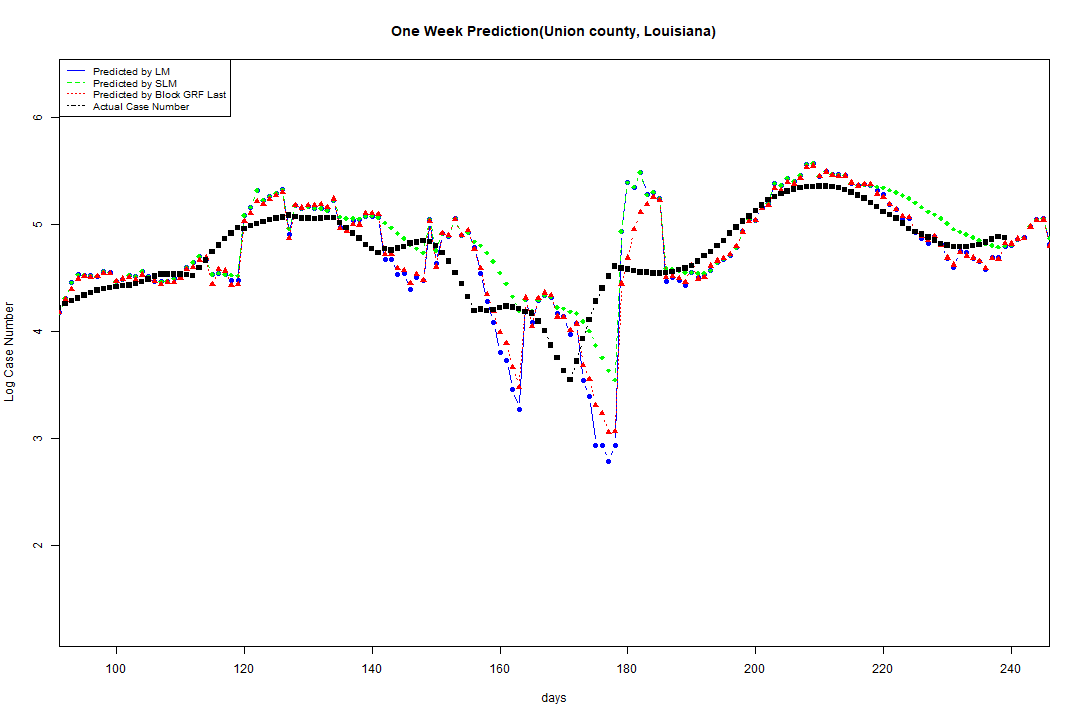 One Week Prediction(Union county, Louisiana)
Predicted by LM
Predicted by SLM
Predicted by Block GRF Last
Actual Case Number
6
5
4
3
2
Log Case Number
100 120 140 160 180 200 220 240
days